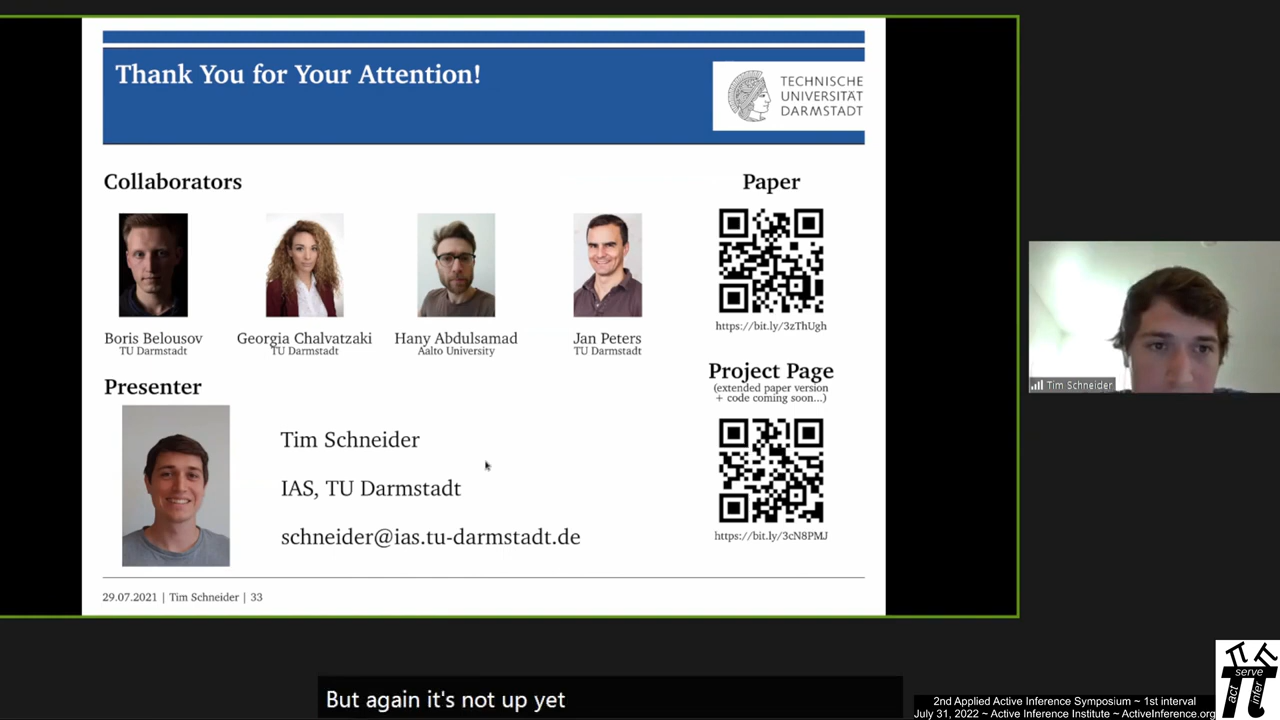 Thank You for Your Attention!
TECHNISCHE
UNIVERSITÄT
DARMSTADT
Collaborators
Boris Belousov
TU Darmstadt
Georgia Chalvatzaki
TU Darmstadt
Hany Abdulsamad
Aalto University
Jan Peters
TU Darmstadt
Paper
https://bit.ly/3zThUgh
Project Page
(extended paper version
+ code coming soon...)
https://bit.ly/3cN8PMJ
Presenter
Tim Schneider
IAS, TU Darmstadt
schneider@ias.tu-darmstadt.de
29.07.2021 | Tim Schneider | 33
Tim Schneider
But again it's not up yet
serve
act
infer
2nd Applied Active Inference Symposium ~ 1st interval
July 31, 2022 ~ Active Inference Institute ~ ActiveInference.org